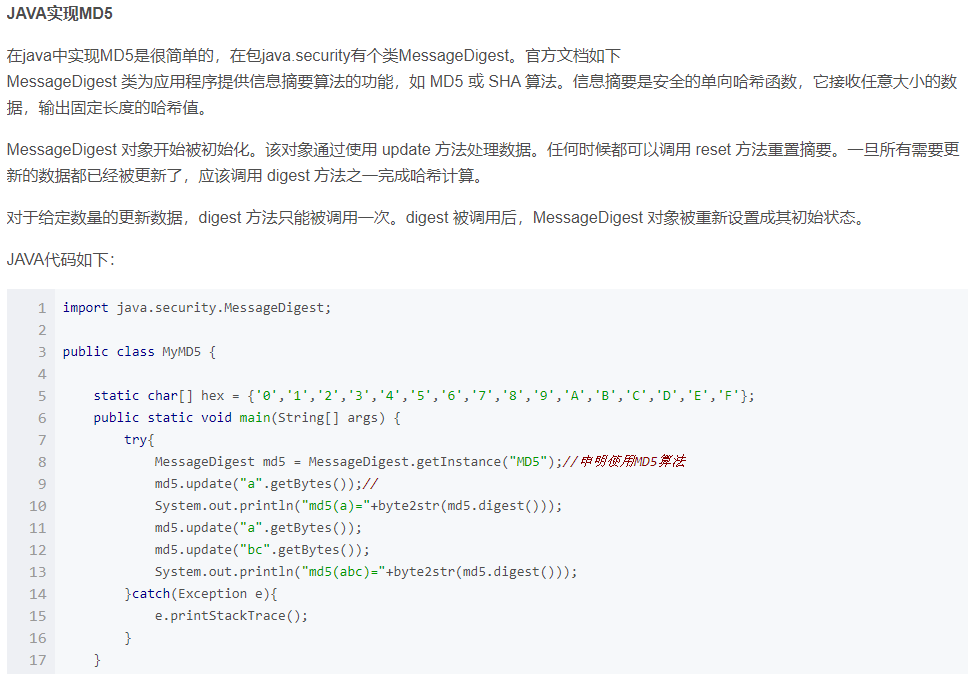 JAVA实现MD5
在java中实现MD5是很简单的，在包java.security有个类MessageDigest。官方文档如下
MessageDigest 类为应用程序提供信息摘要算法的功能，如 MD5 或 SHA 算法。信息摘要是安全的单向哈希函数，它接收任意大小的数
据，输出固定长度的哈希值。
MessageDigest 对象开始被初始化。该对象通过使用 update 方法处理数据。任何时候都可以调用 reset 方法重置摘要。一旦所有需要更
新的数据都已经被更新了，应该调用 digest 方法之一完成哈希计算。
对于给定数量的更新数据，digest 方法只能被调用一次。digest 被调用后，MessageDigest 对象被重新设置成其初始状态。
JAVA代码如下：
1 import java.security.MessageDigest;
2
3 public class MyMD5 {
4
5     static char[] hex = {'0','1','2','3','4','5','6','7','8','9','A','B','C','D','E','F'};
6     public static void main(String[] args) {
7         try{
8             MessageDigest md5 = MessageDigest.getInstance("MD5");//申明使用MD5算法
9             md5.update("a".getBytes());//
10             System.out.println("md5(a)="+byte2str(md5.digest()));
11             md5.update("a".getBytes());
12             md5.update("bc".getBytes());
13             System.out.println("md5(abc)="+byte2str(md5.digest()));
14         }catch(Exception e){
15             e.printStackTrace();
16         }
17     }